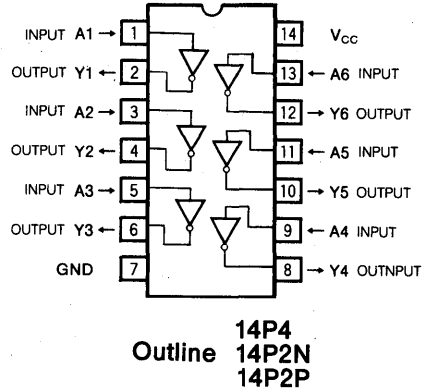 INPUT A1 → 1
14 VCC
OUTPUT Y1 ← 2
13 ← A6 INPUT
INPUT A2 → 3
12 → Y6 OUTPUT
OUTPUT Y2 ← 4
11 ← A5 INPUT
INPUT A3 → 5
10 → Y5 OUTPUT
OUTPUT Y3 ← 6
9 ← A4 INPUT
GND 7
8 → Y4 OUTNPUT
14P4
Outline 14P2N
14P2P